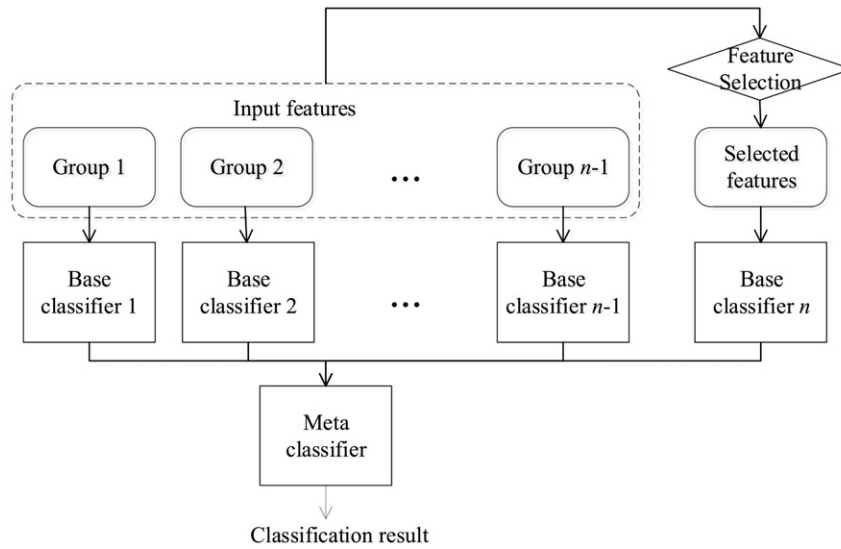 Feature
Selection
Input features
Group 1
Group 2
...
Group n-1
Selected
features
Base
classifier 1
Base
classifier 2
...
Base
classifier n-1
Base
classifier n
Meta
classifier
Classification result